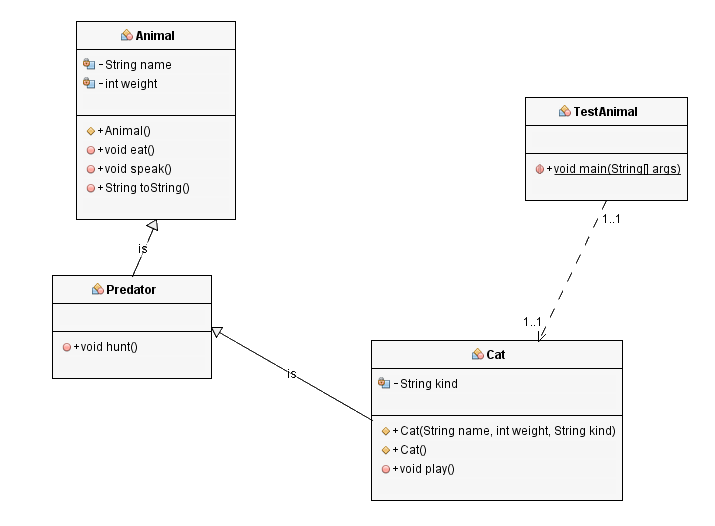 Animal
- String name
- int weight
+ Animal()
+ void eat()
+ void speak()
+ String toString()
is
Predator
+ void hunt()
is
TestAnimal
+ void main(String[] args)
1..1
1..1
Cat
- String kind
+ Cat(String name, int weight, String kind)
+ Cat()
+ void play()